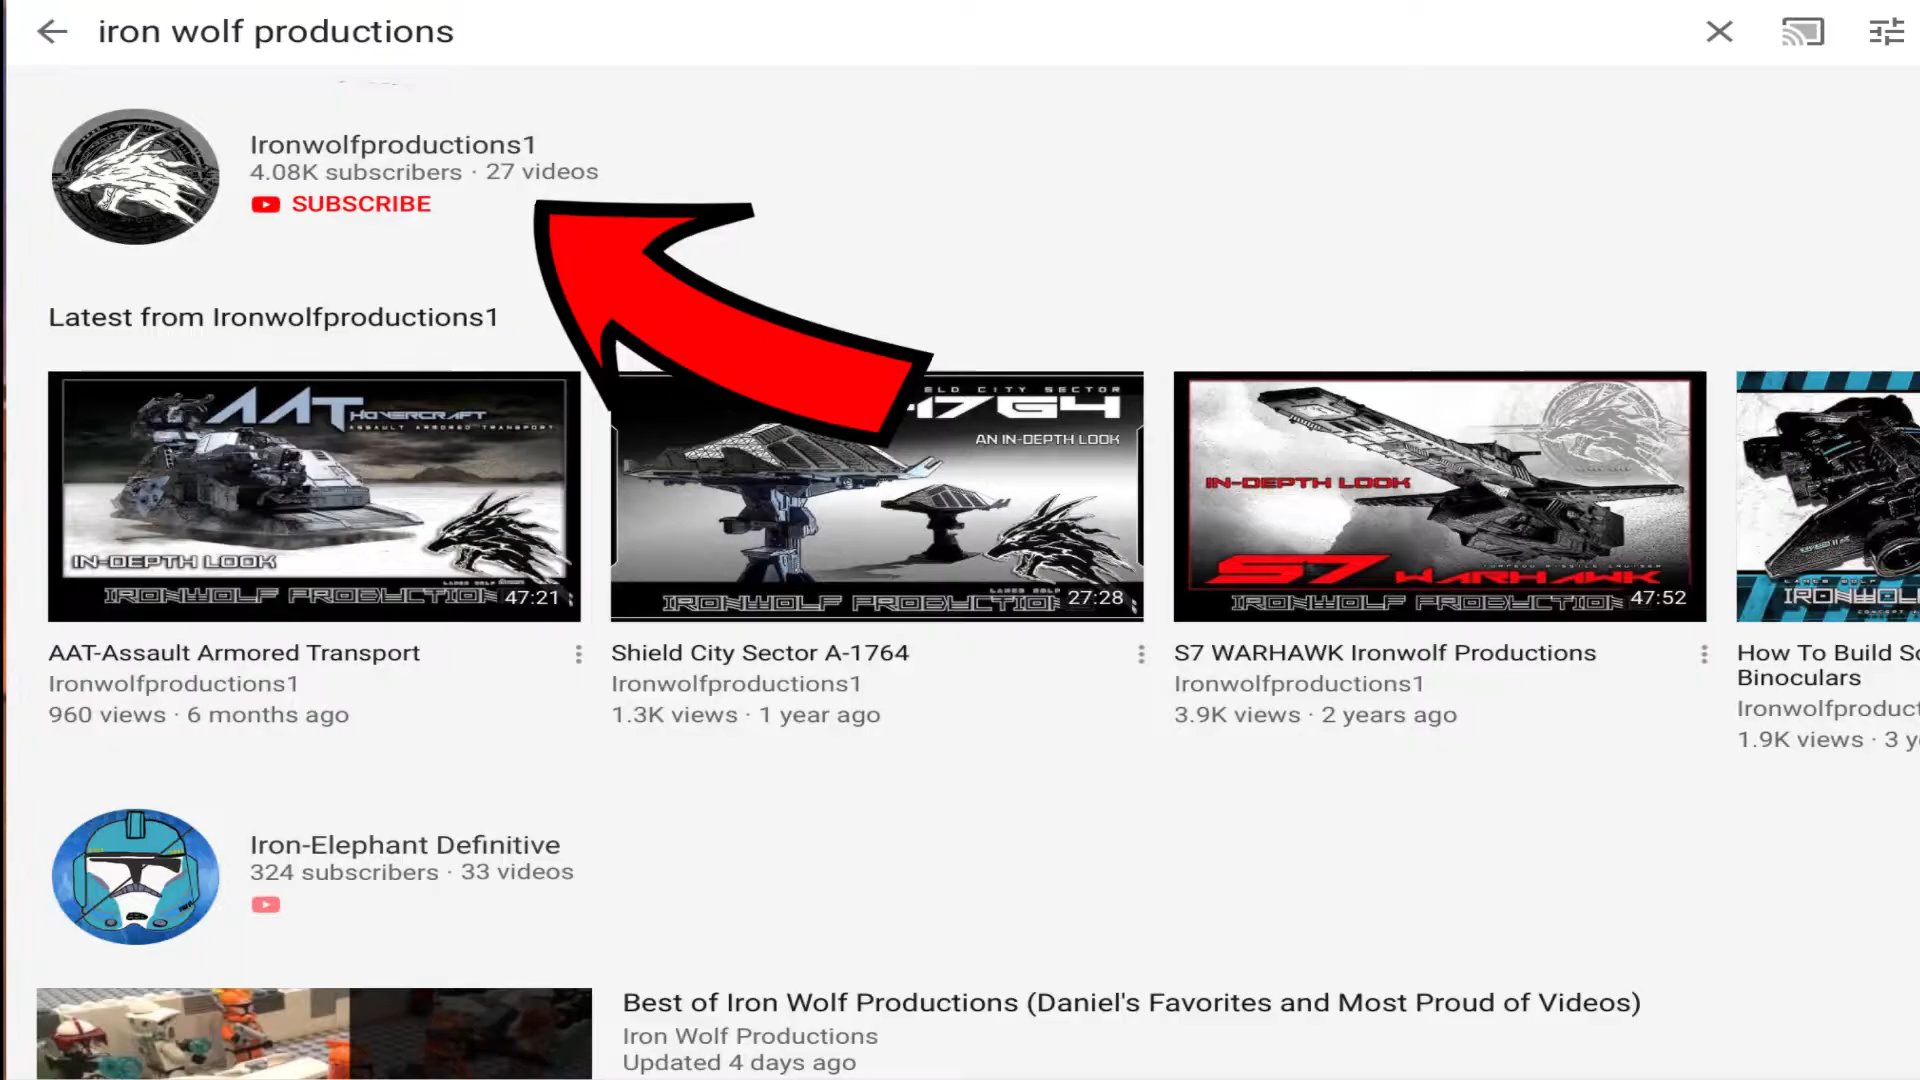 iron wolf productions
Ironwolfproductions1
4.08K subscribers · 27 videos
SUBSCRIBE
Latest from Ironwolfproductions1
AAT HOVERCRAFT
ASSAULT ARMORED TRANSPORT
IN-DEPTH LOOK
IRONWOLF PRODUCTION
47:21
ELD CITY SECTOR
-1764
AN IN-DEPTH LOOK
IRONWOLF PRODUCTION
27:28
IN-DEPTH LOOK
S7 WARHAWK
IRONWOLF PRODUCTION
47:52
IRONWOL
AAT-Assault Armored Transport
Ironwolfproductions1
960 views · 6 months ago
Shield City Sector A-1764
Ironwolfproductions1
1.3K views · 1 year ago
S7 WARHAWK Ironwolf Productions
Ironwolfproductions1
3.9K views · 2 years ago
How To Build Sc
Binoculars
Ironwolfproduct
1.9K views · 3 y
Iron-Elephant Definitive
324 subscribers · 33 videos
Best of Iron Wolf Productions (Daniel's Favorites and Most Proud of Videos)
Iron Wolf Productions
Updated 4 days ago